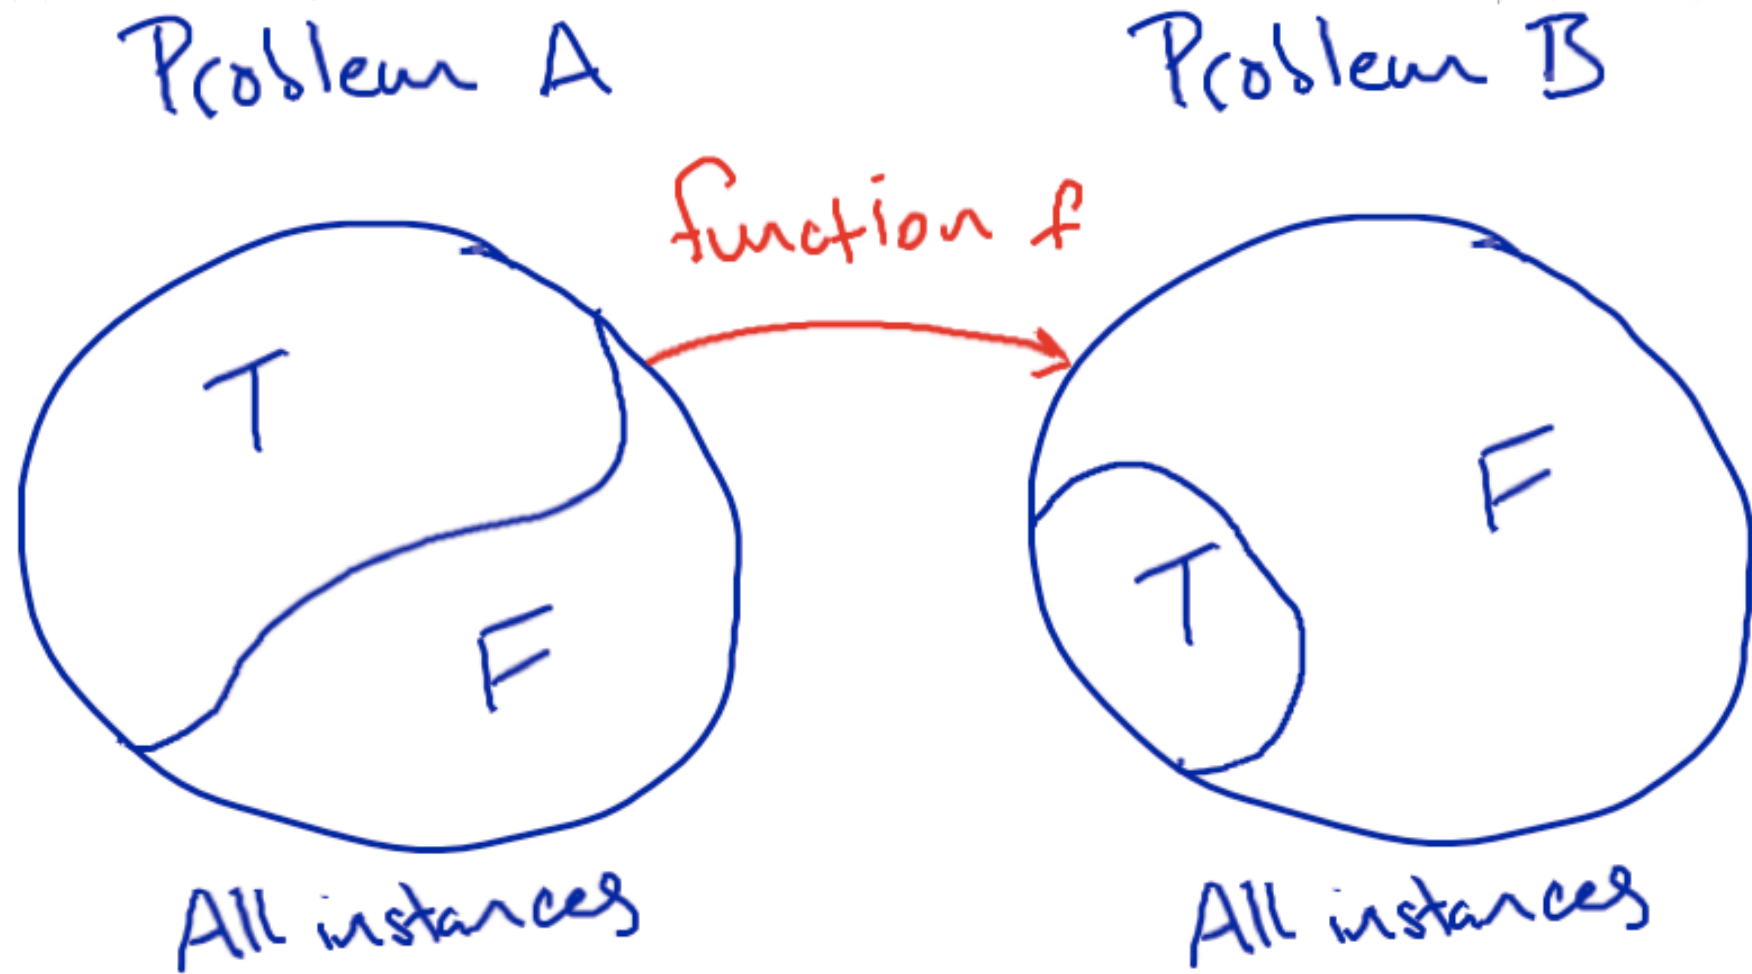 Problem A
Problem B
function f
T
F
T
F
All instances
All instances